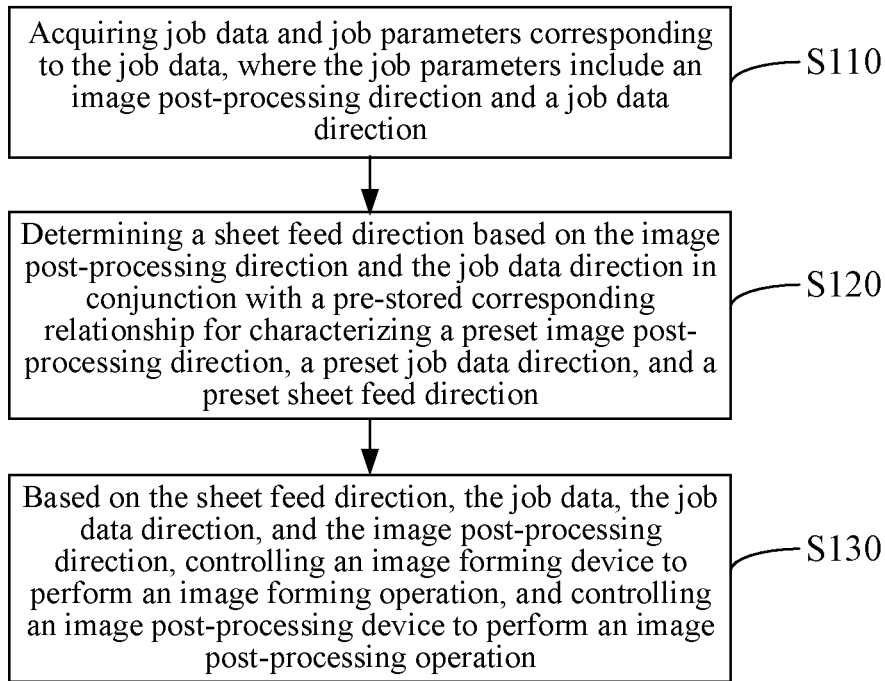 Acquiring job data and job parameters corresponding
to the job data, where the job parameters include an
image post-processing direction and a job data
direction
S110
Determining a sheet feed direction based on the image
post-processing direction and the job data direction in
conjunction with a pre-stored corresponding
relationship for characterizing a preset image post-
processing direction, a preset job data direction, and a
preset sheet feed direction
S120
Based on the sheet feed direction, the job data, the job
data direction, and the image post-processing
direction, controlling an image forming device to
perform an image forming operation, and controlling
an image post-processing device to perform an image
post-processing operation
S130